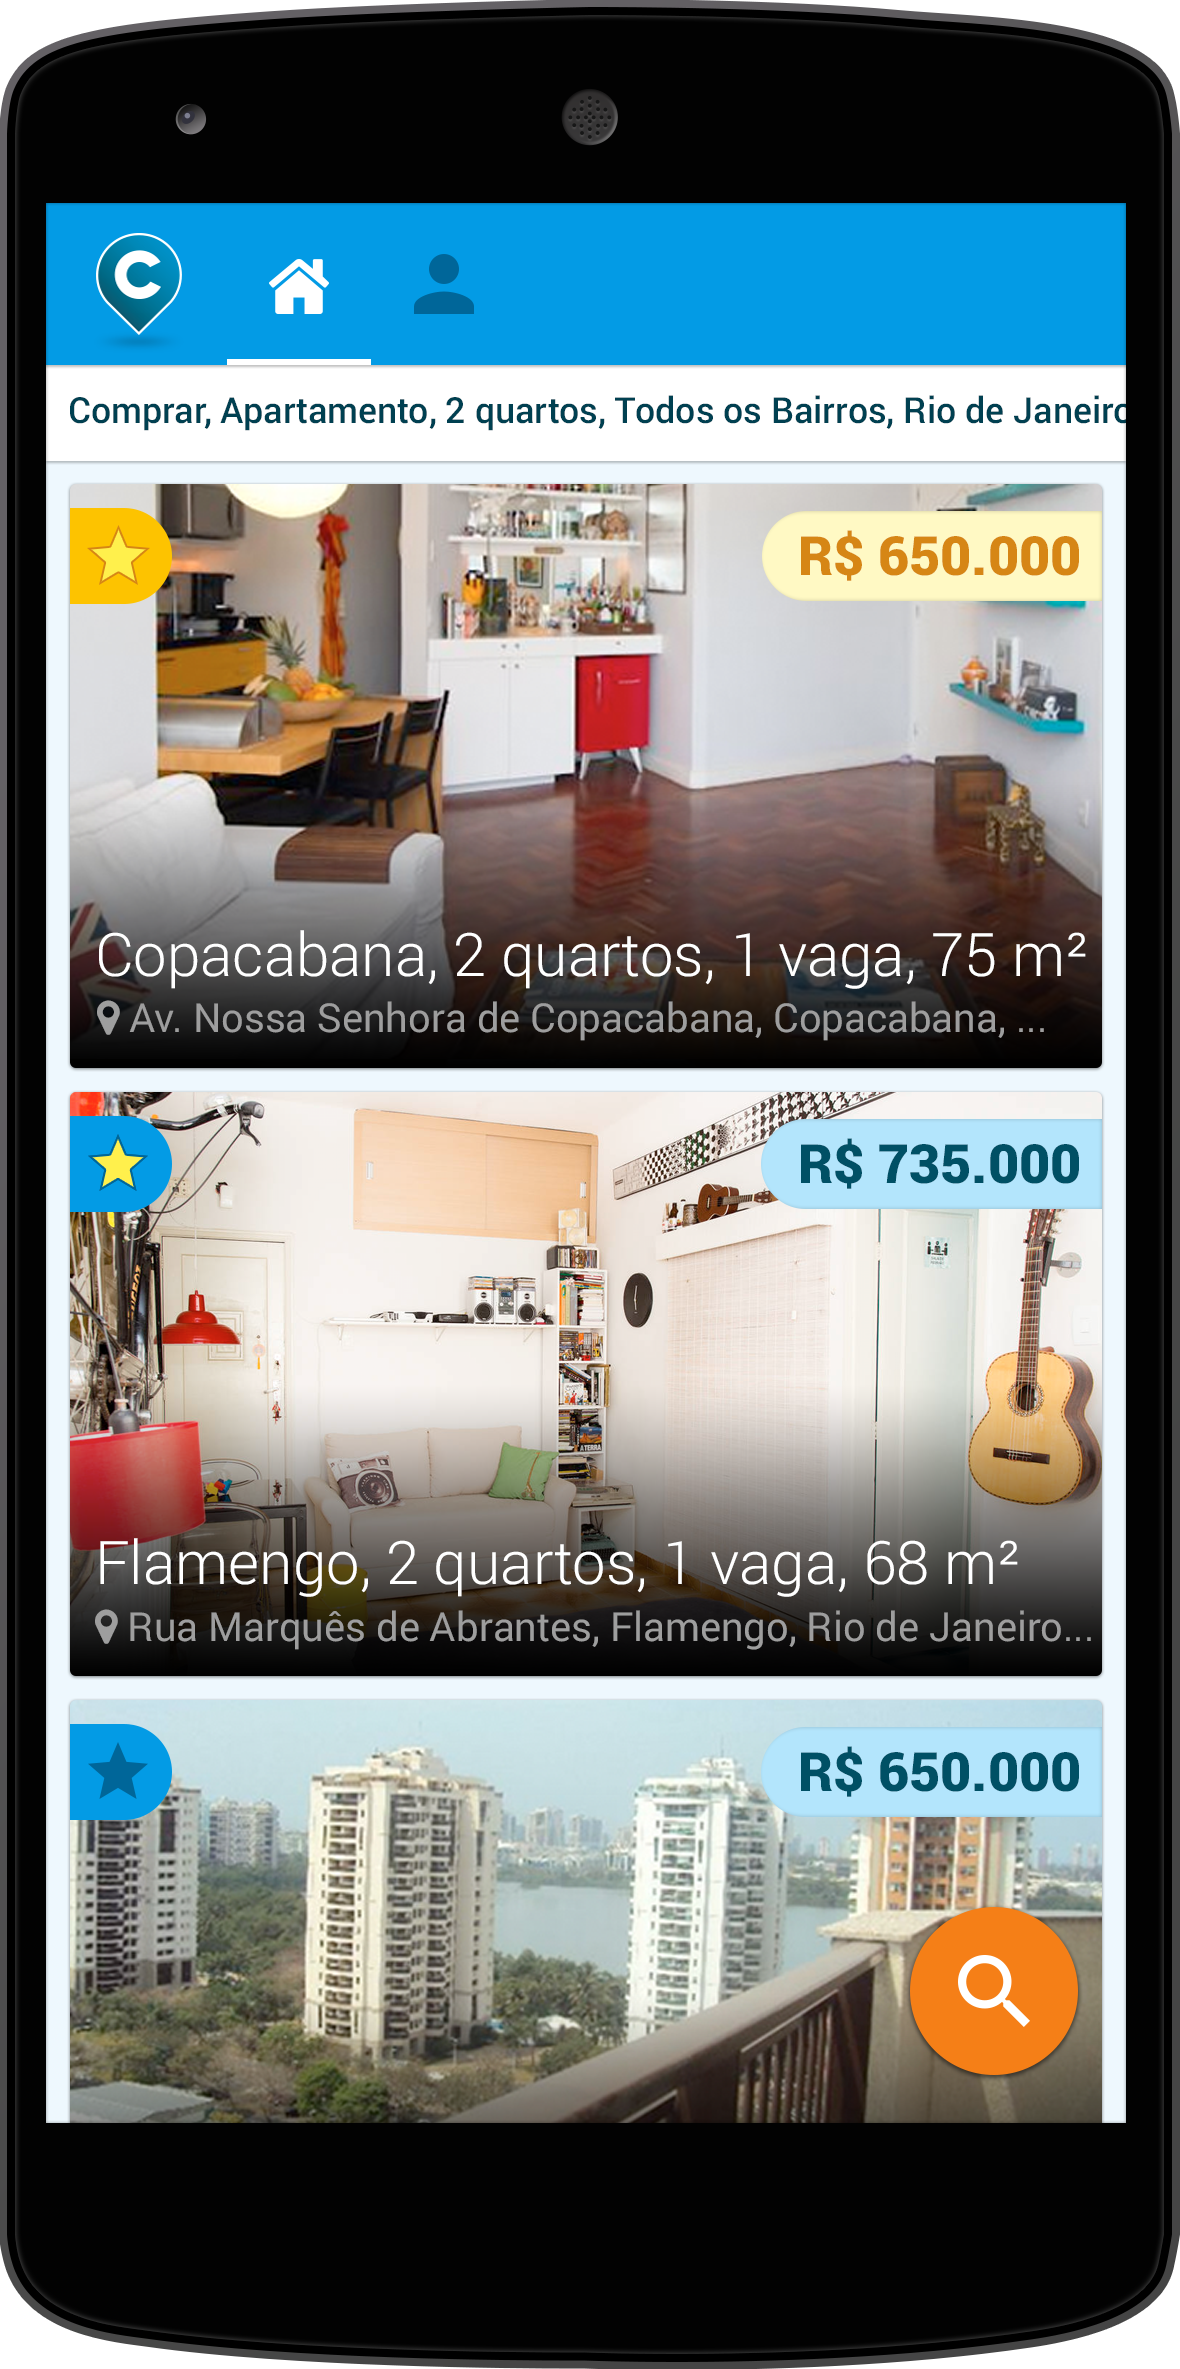 C
Comprar, Apartamento, 2 quartos, Todos os Bairros, Rio de Janeiro
R$ 650.000
Copacabana, 2 quartos, 1 vaga, 75 m²
Av. Nossa Senhora de Copacabana, Copacabana, ...
R$ 735.000
Flamengo, 2 quartos, 1 vaga, 68 m²
Rua Marquês de Abrantes, Flamengo, Rio de Janeiro...
R$ 650.000